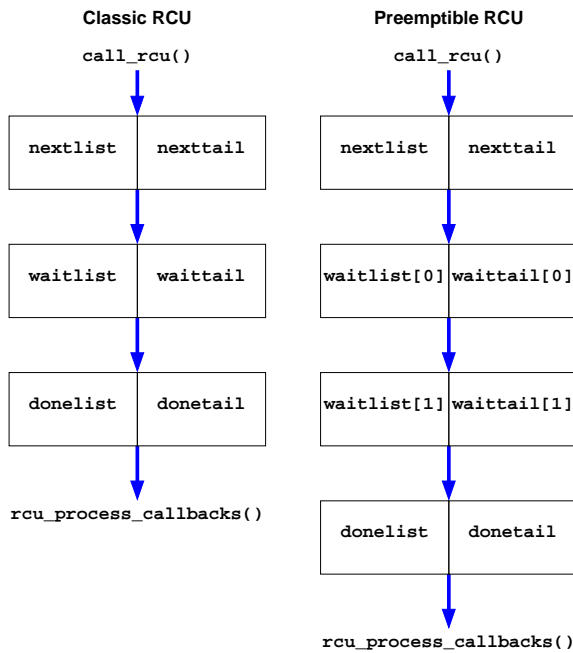 Classic RCU
call_rcu()
nextlist nexttail
waitlist waittail
donelist donetail
rcu_process_callbacks()
Preemptible RCU
call_rcu()
nextlist nexttail
waitlist[0] waittail[0]
waitlist[1] waittail[1]
donelist donetail
rcu_process_callbacks()